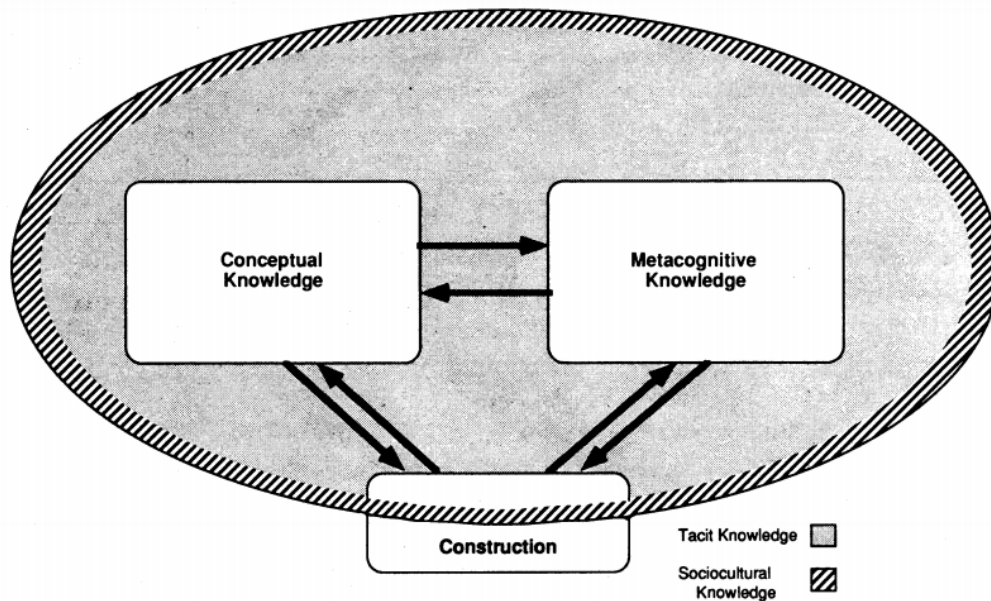 Conceptual
Knowledge
Metacognitive
Knowledge
Construction
Tacit Knowledge
Sociocultural
Knowledge